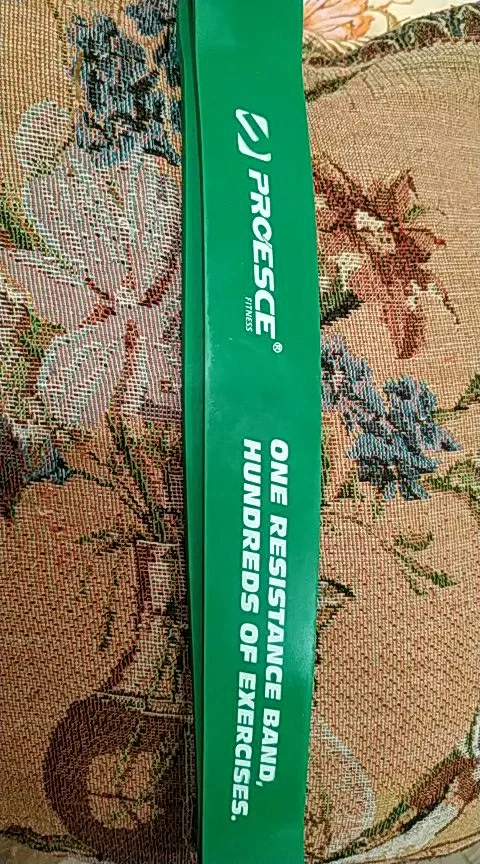 PROESCE®
FITNESS
ONE RESISTANCE BAND,
HUNDREDS OF EXERCISES.